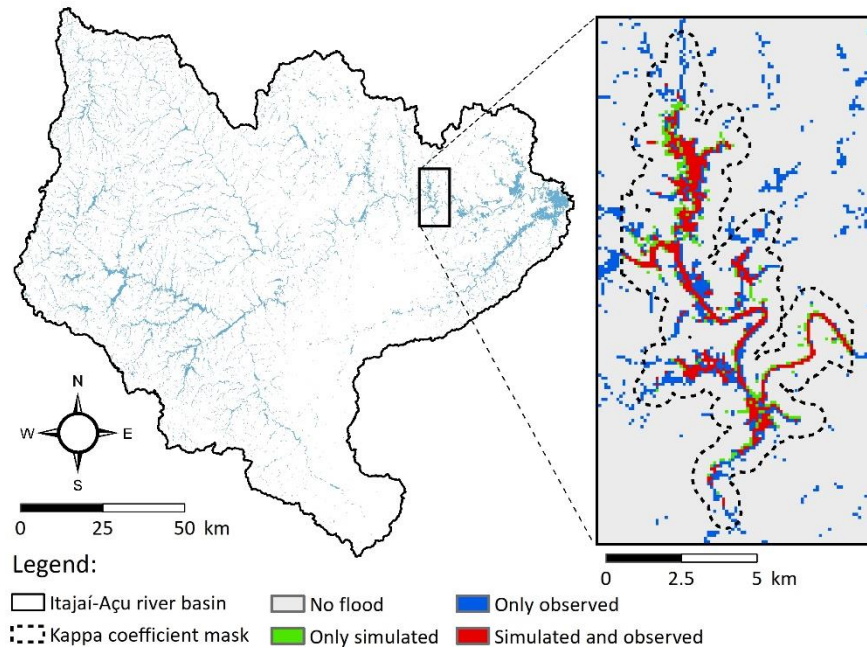 N
W E
S
0 25 50 km
0 2.5 5 km
Legend:
Itajaí-Açu river basin No flood Only observed
Kappa coefficient mask Only simulated Simulated and observed